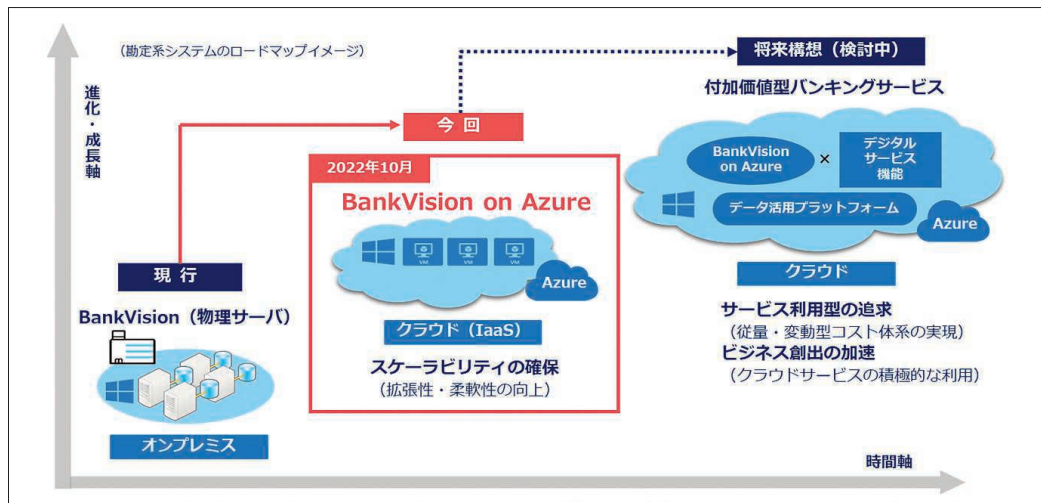 （勘定系システムのロードマップイメージ）
進化・成長軸
現 行
BankVision（物理サーバ）
オンプレミス
今 回
2022年10月
BankVision on Azure
VM
VM
VM
Azure
クラウド（IaaS）
スケーラビリティの確保
（拡張性・柔軟性の向上）
将来構想（検討中）
付加価値型バンキングサービス
BankVision
on Azure
×
デジタル
サービス
機能
データ活用プラットフォーム
Azure
クラウド
サービス利用型の追求
（従量・変動型コスト体系の実現）
ビジネス創出の加速
（クラウドサービスの積極的な利用）
時間軸